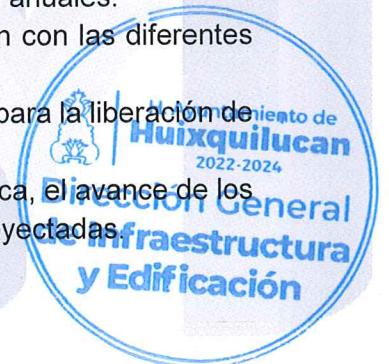 anuales.
n con las diferentes
para la liberación de
ca, el avance de los
yectadas.
H. Ayuntamiento de
Huixquilucan
2022-2024
Dirección General
de Infraestructura
y Edificación